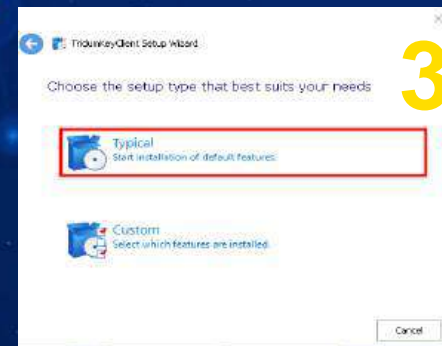 TridumKeyClient Setup Wizard
3
Choose the setup type that best suits your needs
Typical
Start installation of default features.
Custom
Select which features are installed.
Cancel